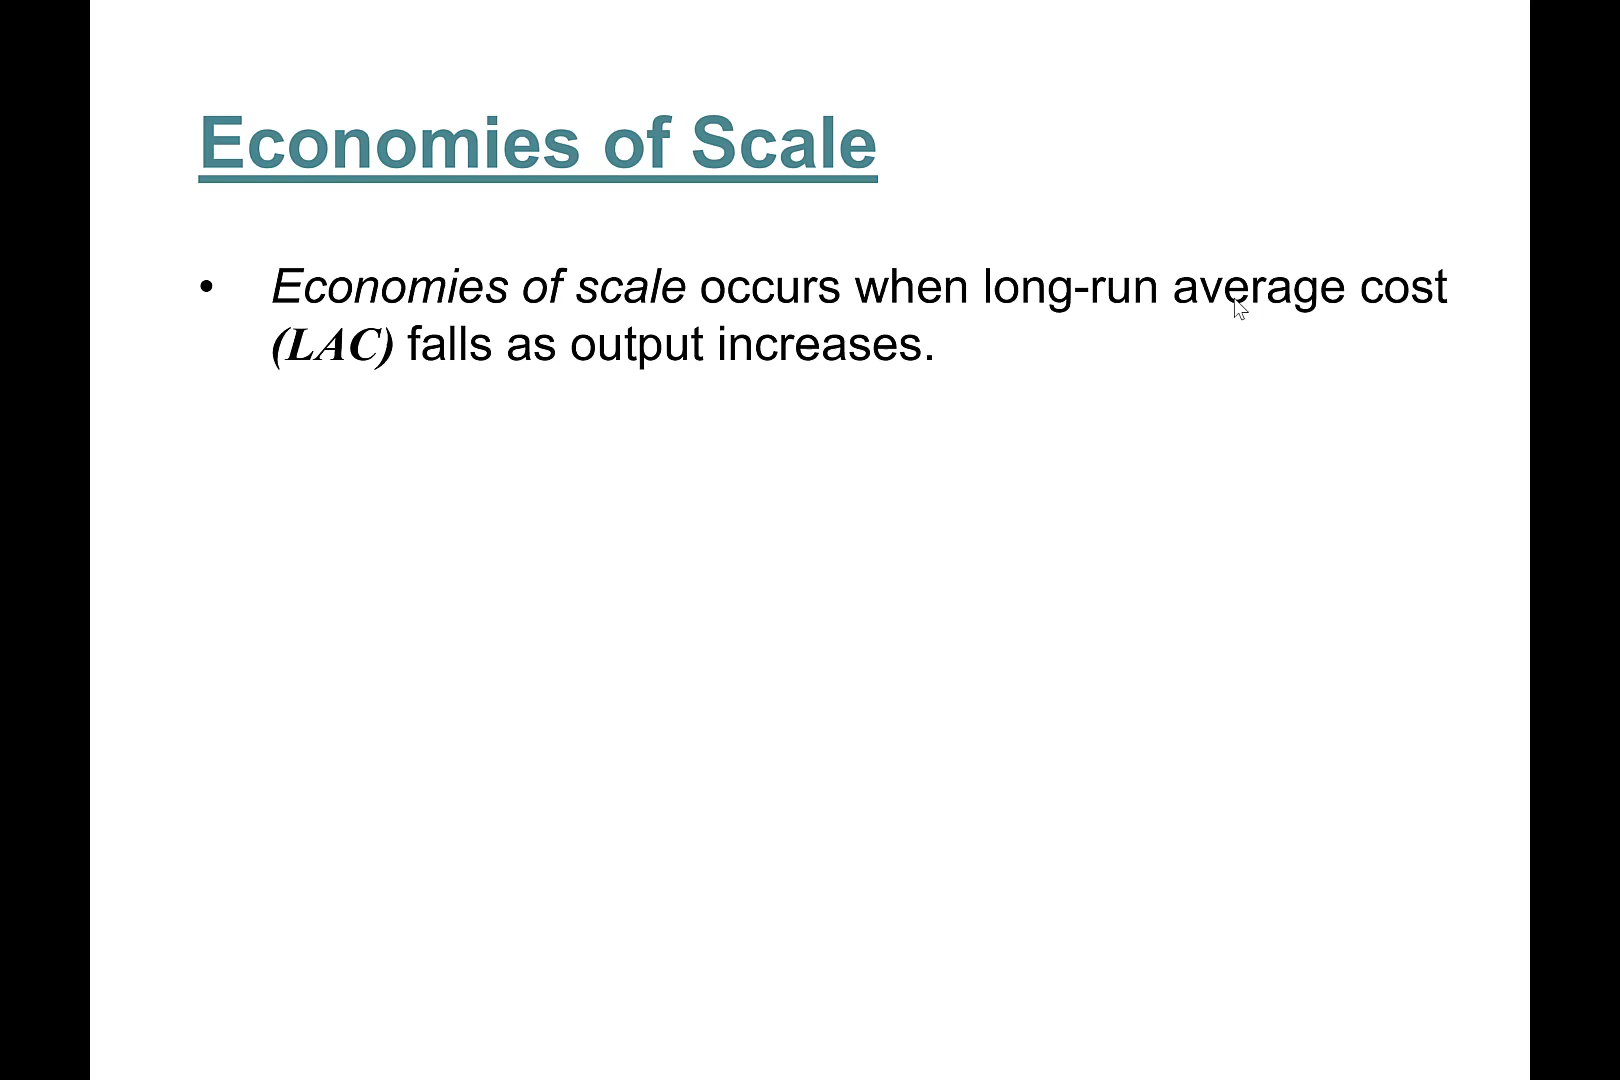 Economies of Scale
• Economies of scale occurs when long-run average cost
(LAC) falls as output increases.